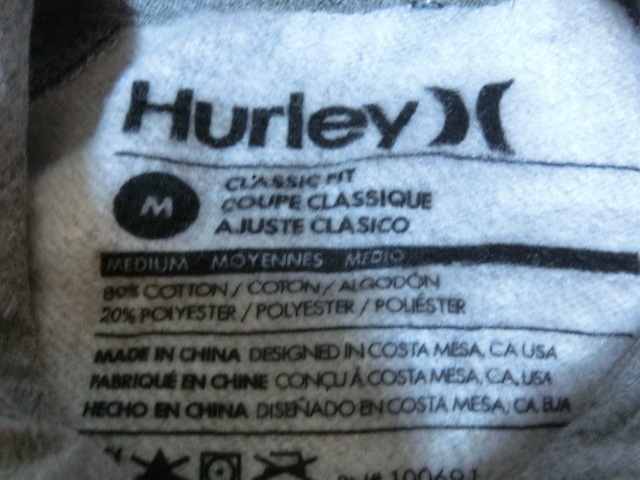 Hurley
M
CLASSIC FIT
COUPE CLASSIQUE
AJUSTE CLASICO
MEDIUM / MOYENNES / MEDIO
80% COTTON / COTON / ALGODÓN
20% POLYESTER / POLYESTER / POLIÉSTER
MADE IN CHINA DESIGNED IN COSTA MESA, CA USA
FABRIQUÉ EN CHINE CONÇU À COSTA MESA, CA, USA
HECHO EN CHINA DISEÑADO EN COSTA MESA, CA. EUA
100691